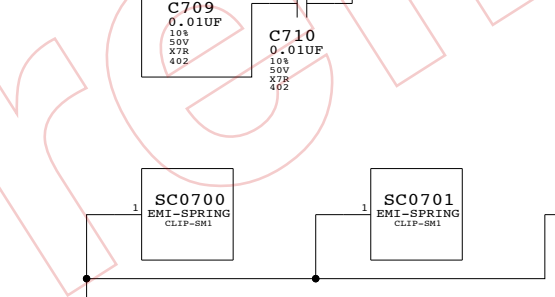 C709
0.01UF
10%
50V
X7R
402
C710
0.01UF
10%
50V
X7R
402
1
SC0700
EMI-SPRING
CLIP-SM1
1
SC0701
EMI-SPRING
CLIP-SM1